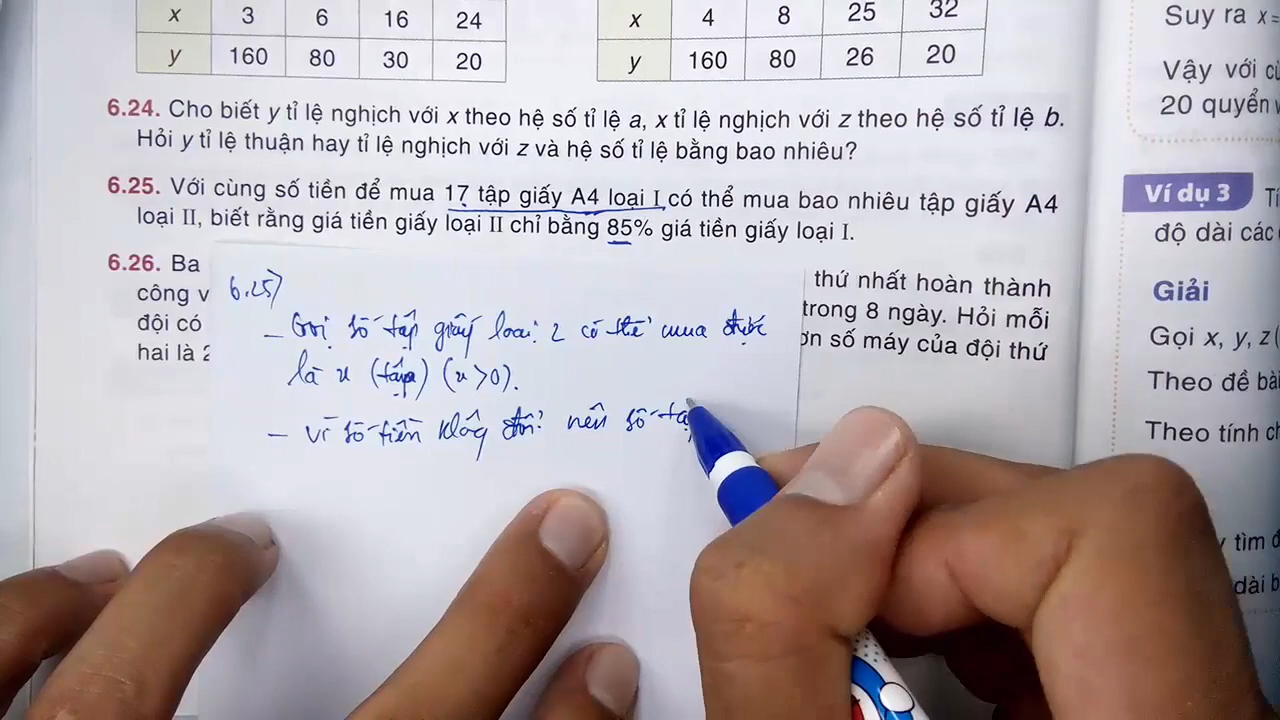 x 3 6 16 24
y 160 80 30 20
x 4 8 25 32
y 160 80 26 20
6.24. Cho biết y tỉ lệ nghịch với x theo hệ số tỉ lệ a, x tỉ lệ nghịch với z theo hệ số tỉ lệ b.
Hỏi y tỉ lệ thuận hay tỉ lệ nghịch với z và hệ số tỉ lệ bằng bao nhiêu?
6.25. Với cùng số tiền để mua 17 tập giấy A4 loại I có thể mua bao nhiêu tập giấy A4
loại II, biết rằng giá tiền giấy loại II chỉ bằng 85% giá tiền giấy loại I.
6.26. Ba
thứ nhất hoàn thành
công v
trong 8 ngày. Hỏi mỗi
đội có
ơn số máy của đội thứ
hai là 2
6.25)
- Gọi số tập giấy loại 2 có thể mua được
là x (tập) (x >0).
- Vì số tiền không đổi nên số tập
Suy ra x =
Vậy với cù
20 quyển v
Ví dụ 3 Tí
độ dài các
Giải
Gọi x, y, z (
Theo đề bài
Theo tính ch
tìm đ
dài b